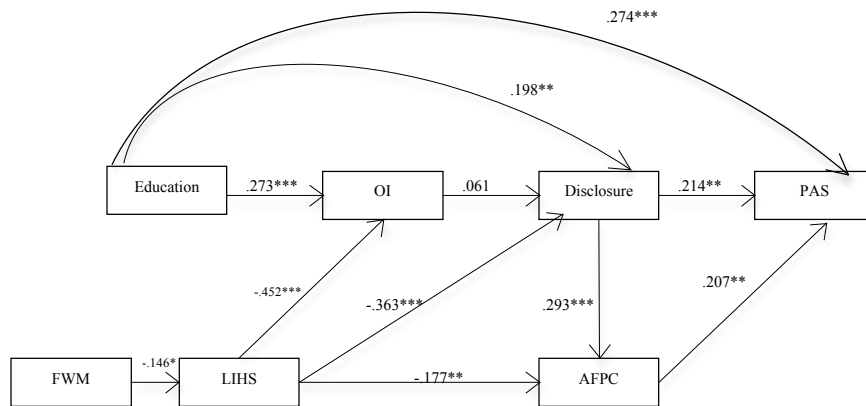 .274***
.198**
Education
.273***
OI
.061
Disclosure
.214**
PAS
-.452***
-.363***
.293***
.207**
FWM
-.146*
LIHS
-.177**
AFPC